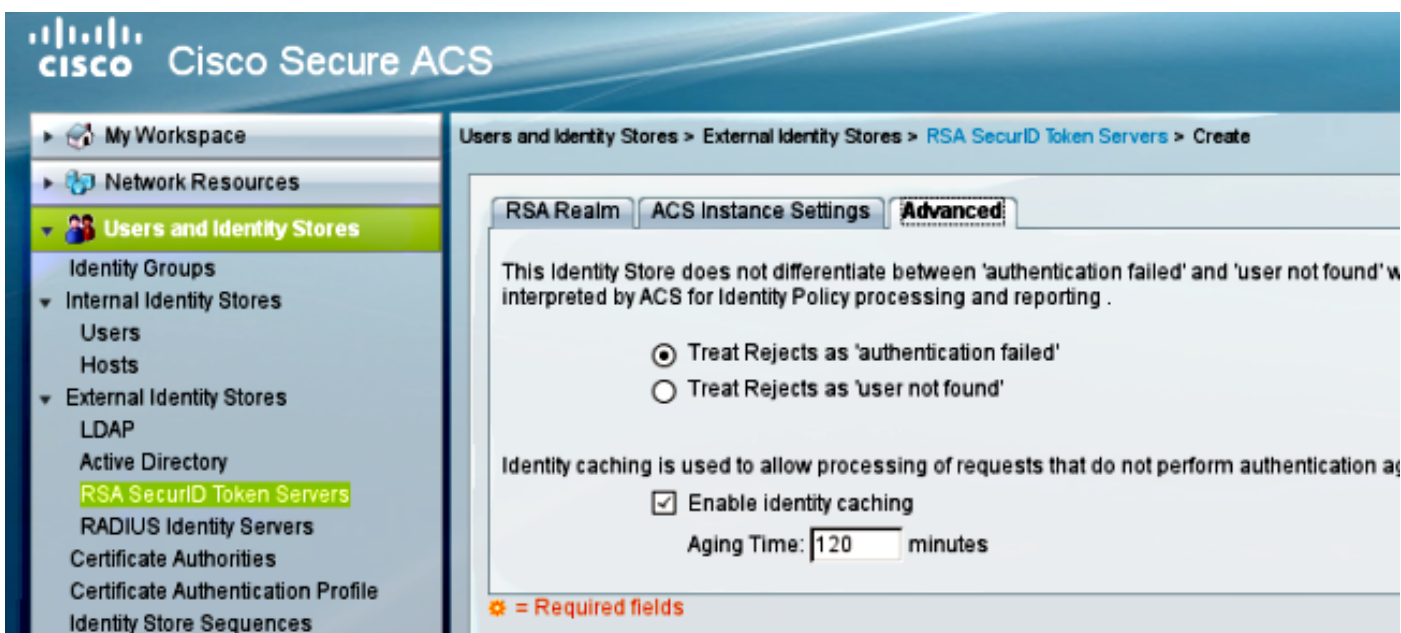 cisco Cisco Secure ACS
My Workspace
Network Resources
Users and Identity Stores
Identity Groups
Internal Identity Stores
Users
Hosts
External Identity Stores
LDAP
Active Directory
RSA SecurID Token Servers
RADIUS Identity Servers
Certificate Authorities
Certificate Authentication Profile
Identity Store Sequences
Users and Identity Stores > External Identity Stores > RSA SecurID Token Servers > Create
RSA Realm ACS Instance Settings Advanced
This Identity Store does not differentiate between 'authentication failed' and 'user not found'
interpreted by ACS for Identity Policy processing and reporting .
Treat Rejects as 'authentication failed'
Treat Rejects as 'user not found'
Identity caching is used to allow processing of requests that do not perform authentication
Enable identity caching
Aging Time: 120 minutes
= Required fields